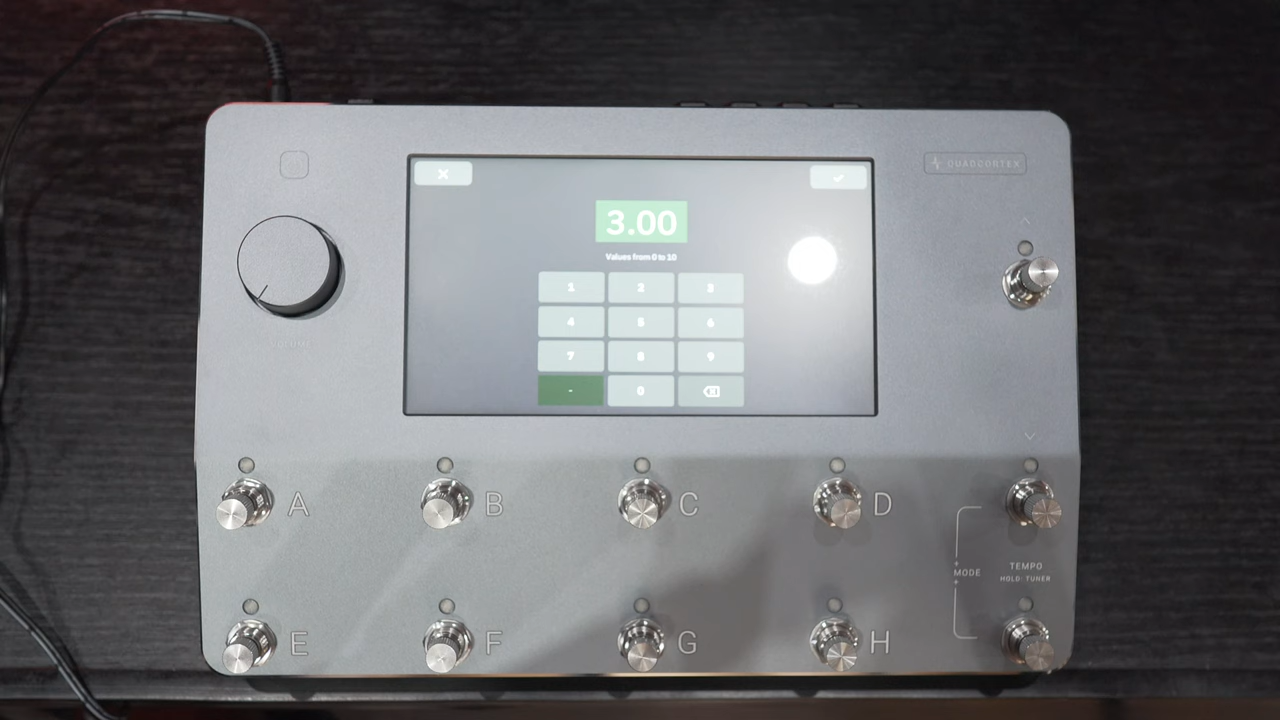 QUADCORTEX
3.00
Values from 0 to 10
1 2 3
4 5 6
7 8 9
- 0
VOLUME
A B C D
MODE
TEMPO
HOLD: TUNER
E F G H